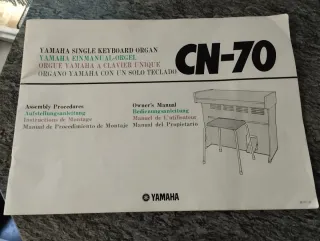 YAMAHA SINGLE KEYBOARD ORGAN
YAMAHA EINMANUAL-ORGEL
ORGUE YAMAHA A CLAVIER UNIQUE
ORGANO YAMAHA CON UN SOLO TECLADO
CN-70
Assembly Procedures
Aufstellungsanleitung
Instructions de Montage
Manual de Procedimiento de Montaje
Owner's Manual
Bedienungsanleitung
Manuel de L'utilisateur
Manual del Propietario
YAMAHA